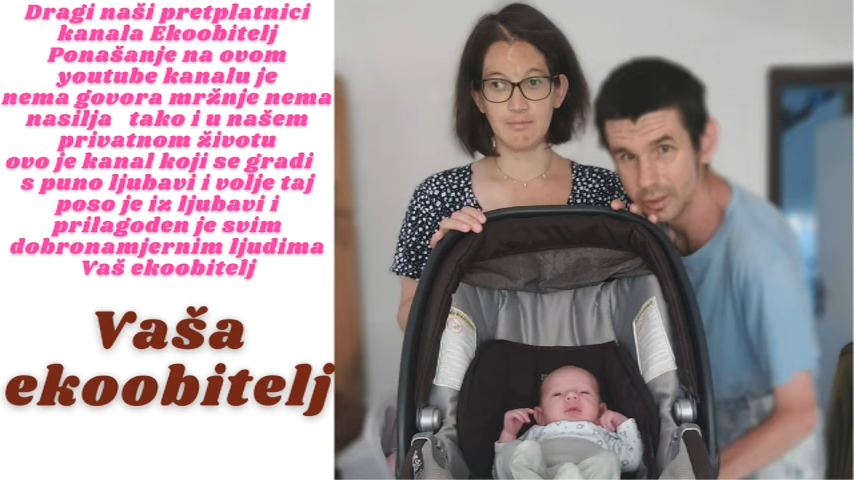 Dragi naši pretplatnici
kanala Ekoobitelj
Ponašanje na ovom
youtube kanalu je
nema govora mržnje nema
nasilja tako i u našem
privatnom životu
ovo je kanal koji se gradi
s puno ljubavi i volje taj
poso je iz ljubavi i
prilagoden je svim
dobronamjernim ljudima
Vaš ekoobitelj
Vaša
ekoobitelj